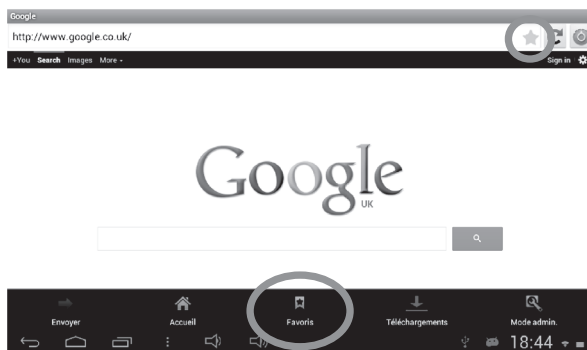 Google
http://www.google.co.uk/
+You Search Images More
Sign in
Google
UK
Envoyer Accueil Favoris Téléchargements Mode admin.
18:44